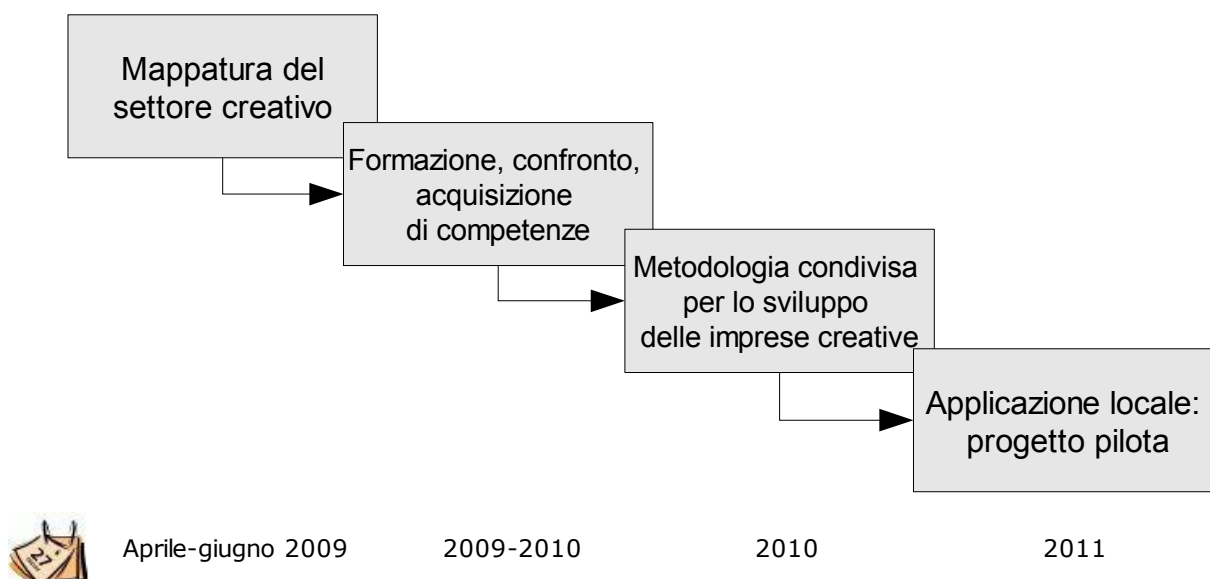 Mappatura del
settore creativo
Formazione, confronto,
acquisizione
di competenze
Metodologia condivisa
per lo sviluppo
delle imprese creative
Applicazione locale:
progetto pilota
27
Aprile-giugno 2009
2009-2010
2010
2011